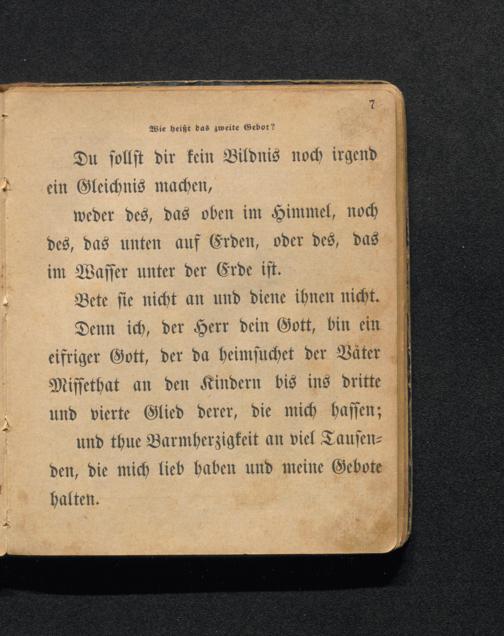 7
Wie heißt das zweite Gebot?
Du sollst dir kein Bildnis noch irgend
ein Gleichnis machen,
weder des, das oben im Himmel, noch
des, das unten auf Erden, oder des, das
im Wasser unter der Erde ist.
Bete sie nicht an und diene ihnen nicht.
Denn ich, der Herr dein Gott, bin ein
eifriger Gott, der da heimsuchet der Väter
Missethat an den Kindern bis ins dritte
und vierte Glied derer, die mich hassen;
und thue Barmherzigkeit an viel Tausen-
den, die mich lieb haben und meine Gebote
halten.